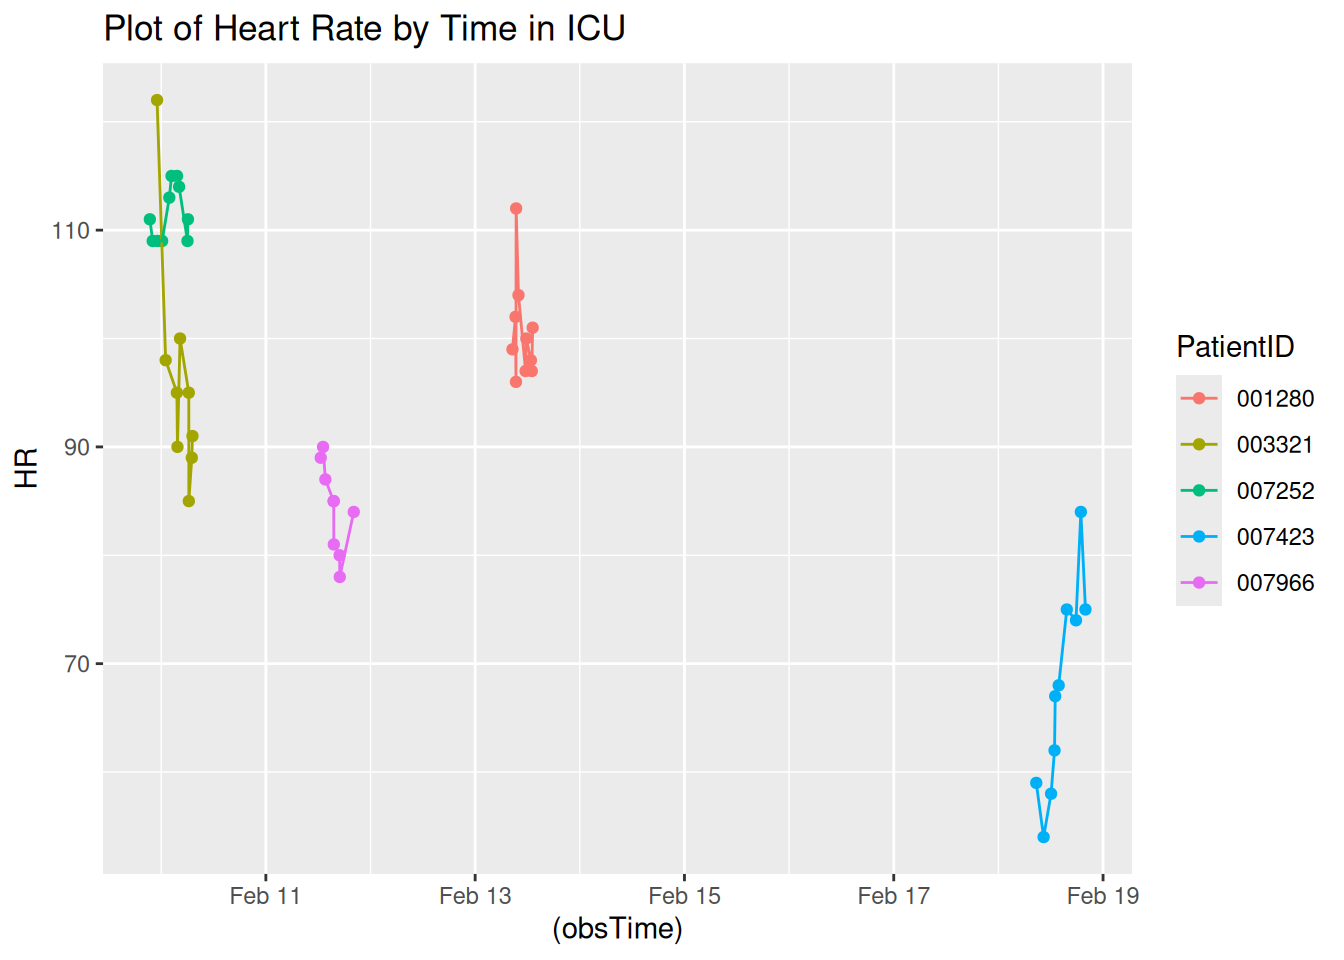 Plot of Heart Rate by Time in ICU
HR
110
90
70
Feb 11
Feb 13
Feb 15
Feb 17
Feb 19
(obsTime)
PatientID
001280
003321
007252
007423
007966